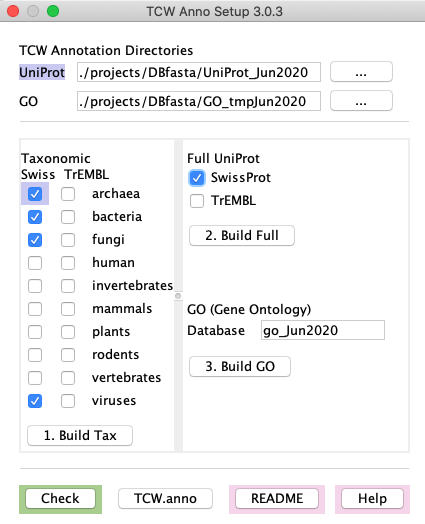 TCW Anno Setup 3.0.3
TCW Annotation Directories
UniProt ./projects/DBfasta/UniProt_Jun2020 ...
GO ./projects/DBfasta/GO_tmpJun2020 ...
Taxonomic
Swiss TrEMBL
archaea
bacteria
fungi
human
invertebrates
mammals
plants
rodents
vertebrates
viruses
1. Build Tax
Full UniProt
SwissProt
TrEMBL
2. Build Full
GO (Gene Ontology)
Database go_Jun2020
3. Build GO
Check TCW.anno README Help